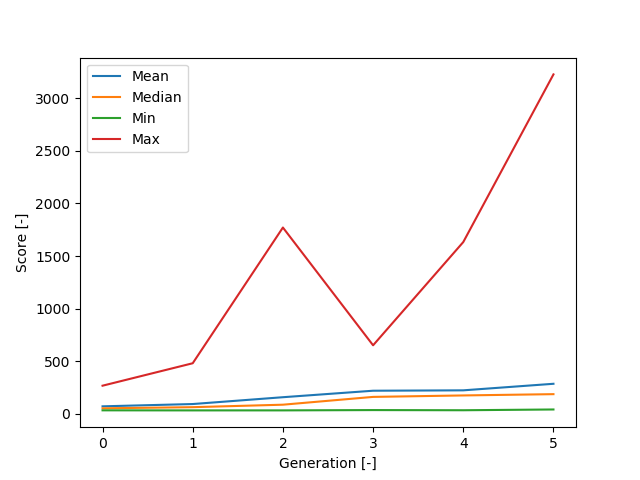 Mean
Median
Min
Max
3000
2500
2000
1500
1000
500
0
Score [-]
0 1 2 3 4 5
Generation [-]